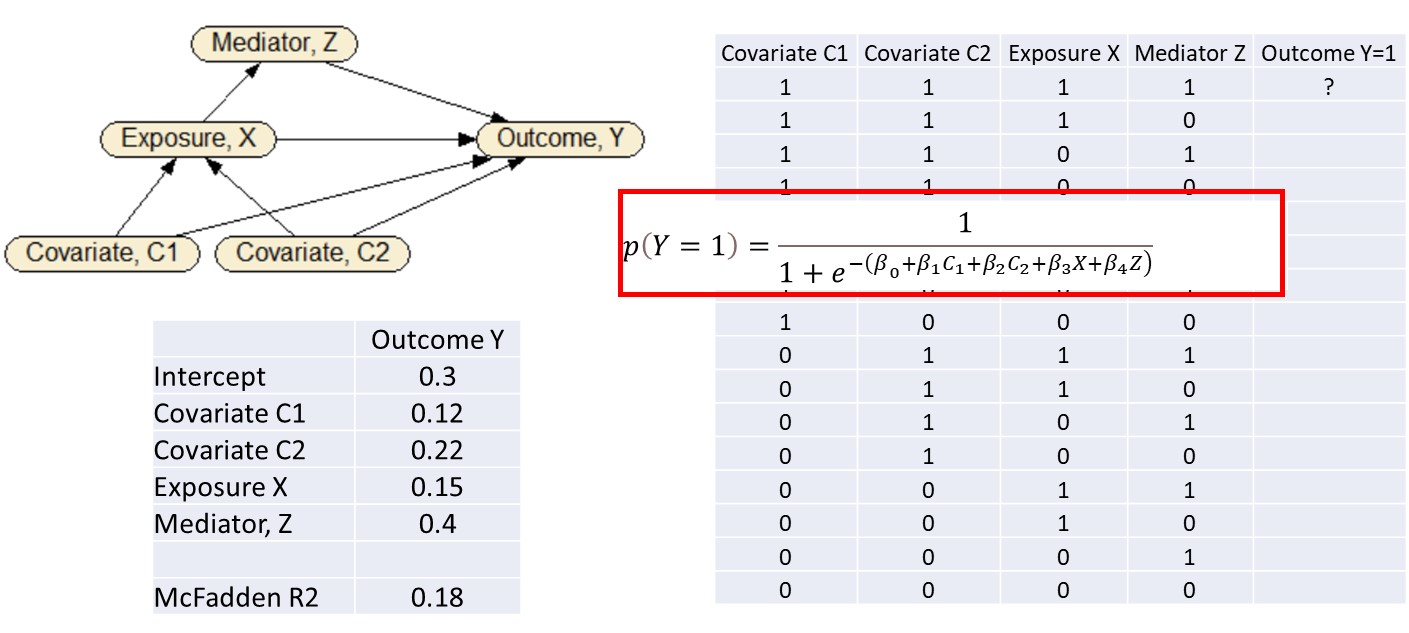 Mediator, Z
Exposure, X
Outcome, Y
Covariate, C1
Covariate, C2
Outcome Y
Intercept 0.3
Covariate C1 0.12
Covariate C2 0.22
Exposure X 0.15
Mediator, Z 0.4
McFadden R2 0.18
Covariate C1 Covariate C2 Exposure X Mediator Z Outcome Y=1
1 1 1 1 ?
1 1 1 0
1 1 0 1
1 1 0 0
p(Y = 1) = 1 / 1 + e^−(β₀+β₁C₁+β₂C₂+β₃X+β₄Z)
1 0 0 0
0 1 1 1
0 1 1 0
0 1 0 1
0 1 0 0
0 0 1 1
0 0 1 0
0 0 0 1
0 0 0 0